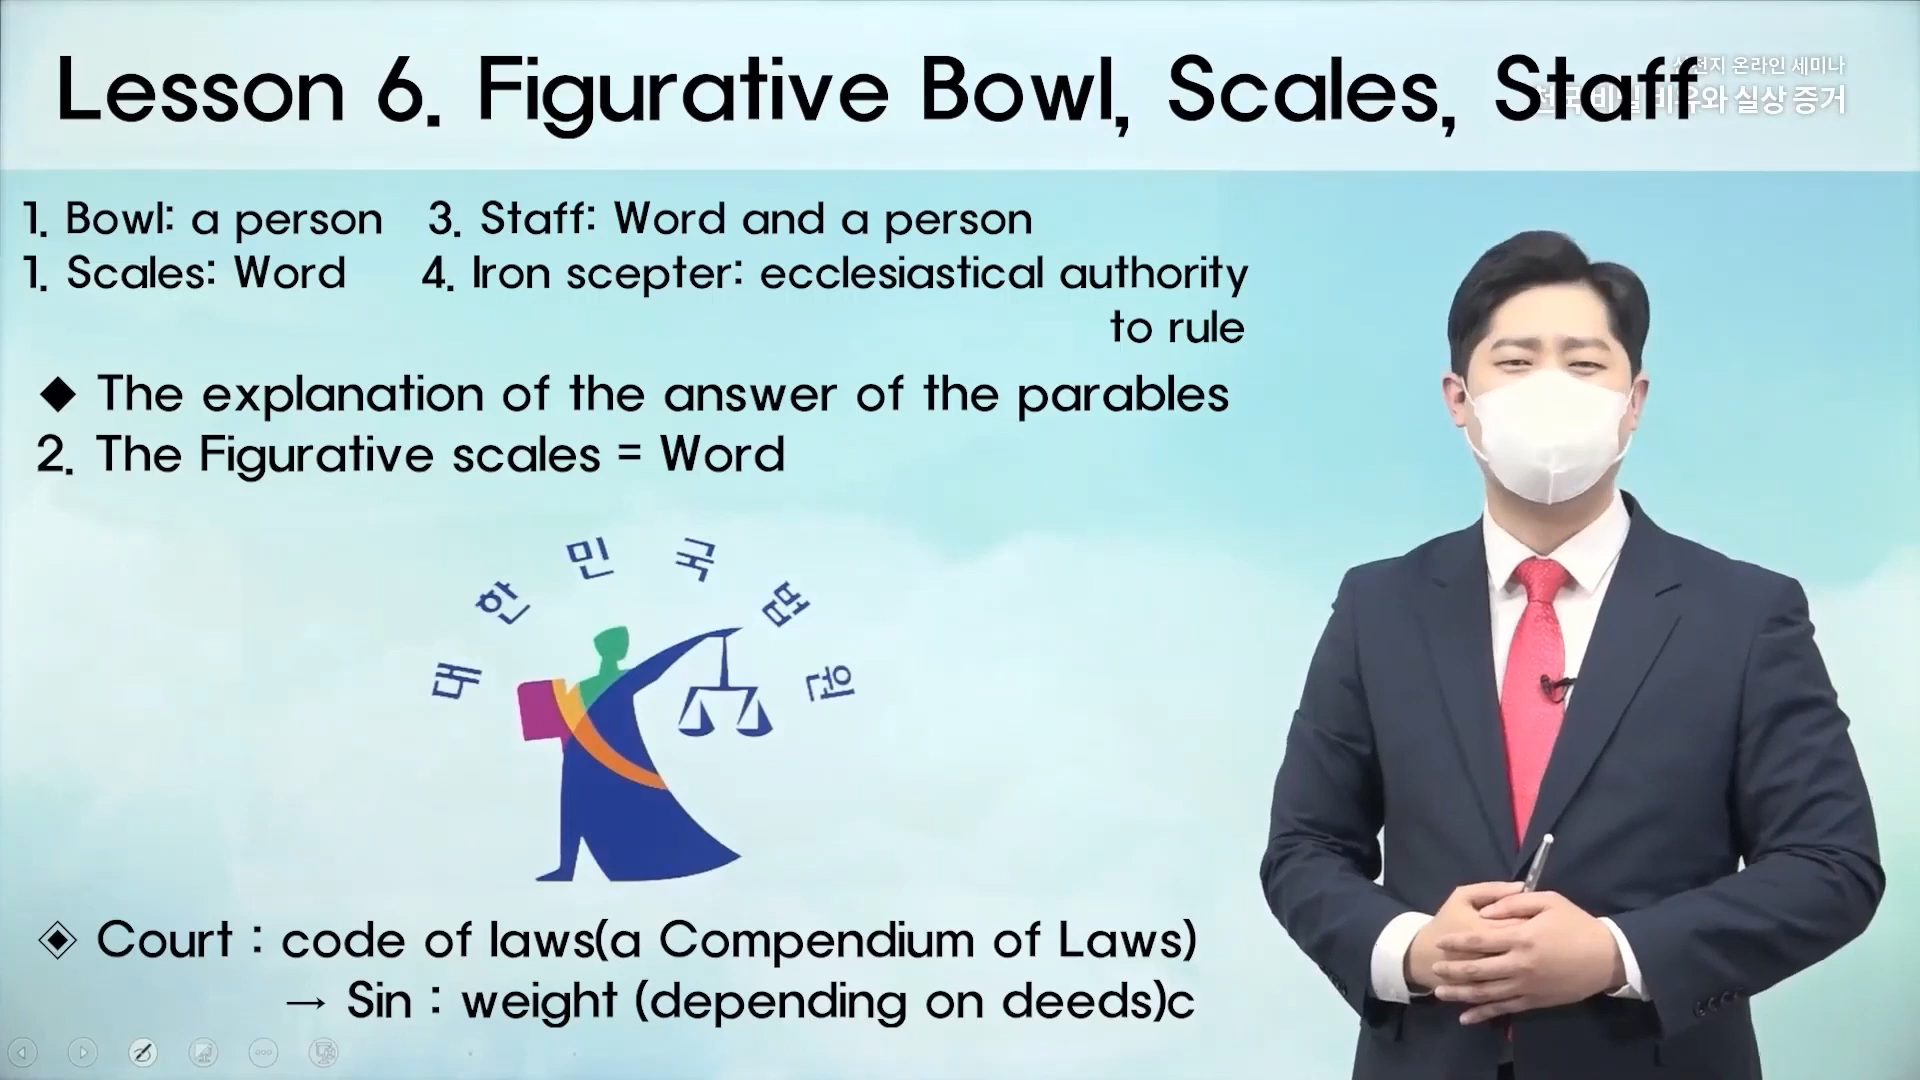 Lesson 6. Figurative Bowl, Scales, Staff
온라인 세미나
실상 증거
1. Bowl: a person 3. Staff: Word and a person
1. Scales: Word 4. Iron scepter: ecclesiastical authority
to rule
◆ The explanation of the answer of the parables
2. The Figurative scales = Word
대한민국법원
◈ Court : code of laws(a Compendium of Laws)
→ Sin : weight (depending on deeds)c